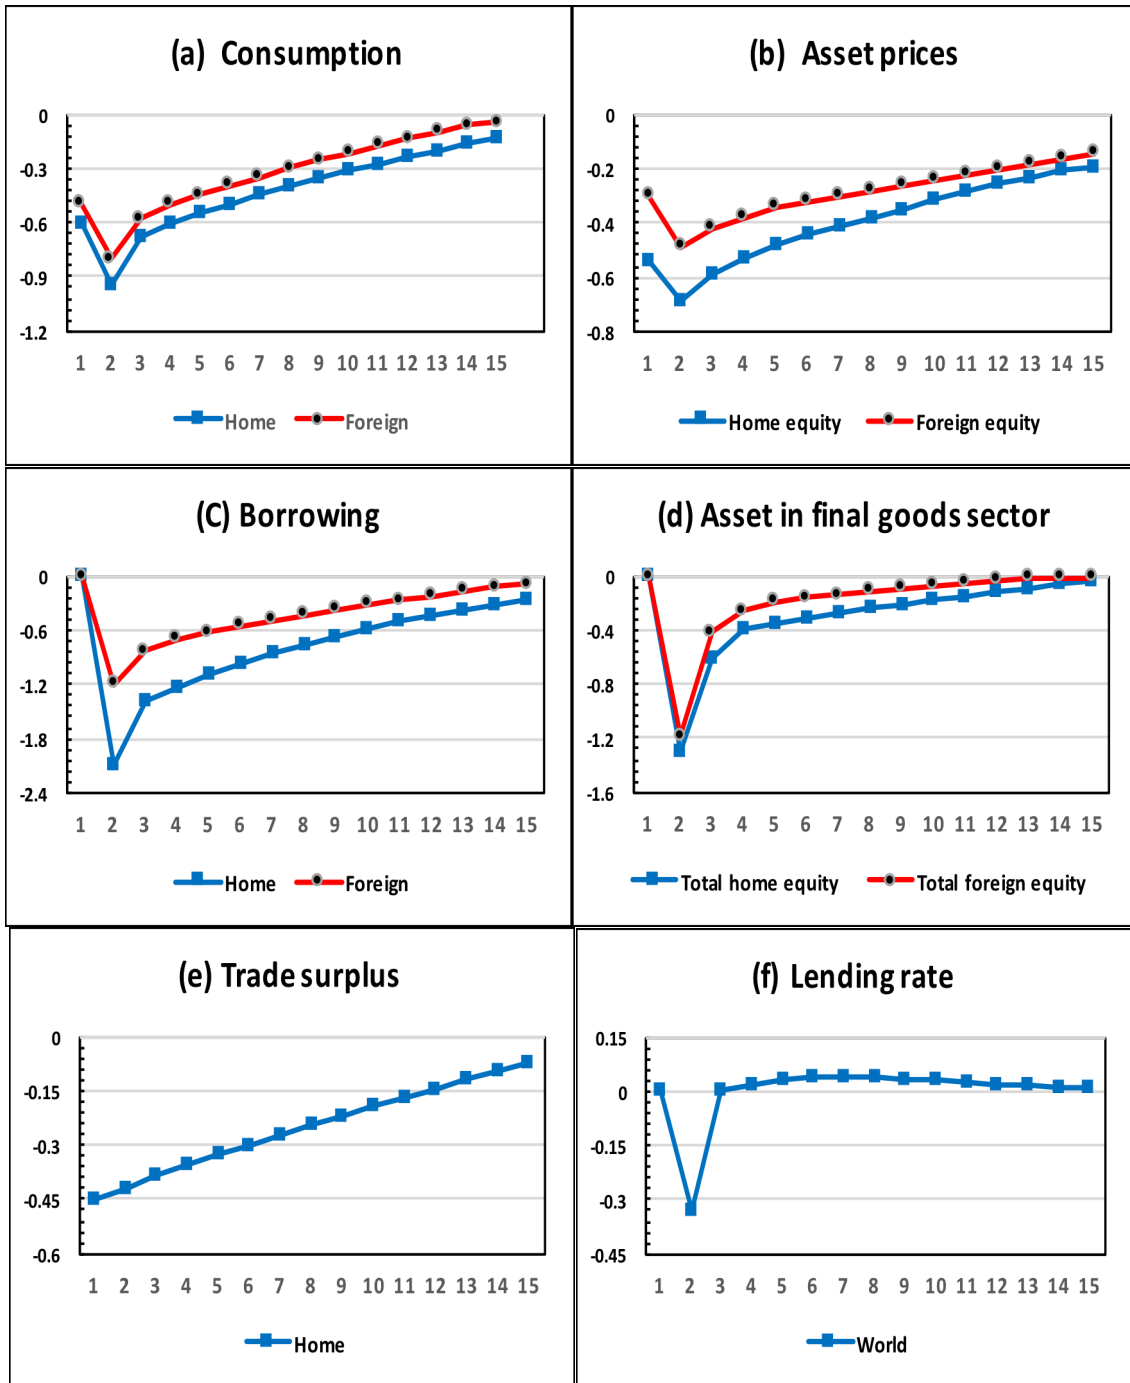 (a) Consumption
0
-0.3
-0.6
-0.9
-1.2
1 2 3 4 5 6 7 8 9 10 11 12 13 14 15
Home Foreign
(b) Asset prices
0
-0.2
-0.4
-0.6
-0.8
1 2 3 4 5 6 7 8 9 10 11 12 13 14 15
Home equity Foreign equity
(C) Borrowing
0
-0.6
-1.2
-1.8
-2.4
1 2 3 4 5 6 7 8 9 10 11 12 13 14 15
Home Foreign
(d) Asset in final goods sector
0
-0.4
-0.8
-1.2
-1.6
1 2 3 4 5 6 7 8 9 10 11 12 13 14 15
Total home equity Total foreign equity
(e) Trade surplus
0
-0.15
-0.3
-0.45
-0.6
1 2 3 4 5 6 7 8 9 10 11 12 13 14 15
Home
(f) Lending rate
0.15
0
-0.15
-0.3
-0.45
1 2 3 4 5 6 7 8 9 10 11 12 13 14 15
World